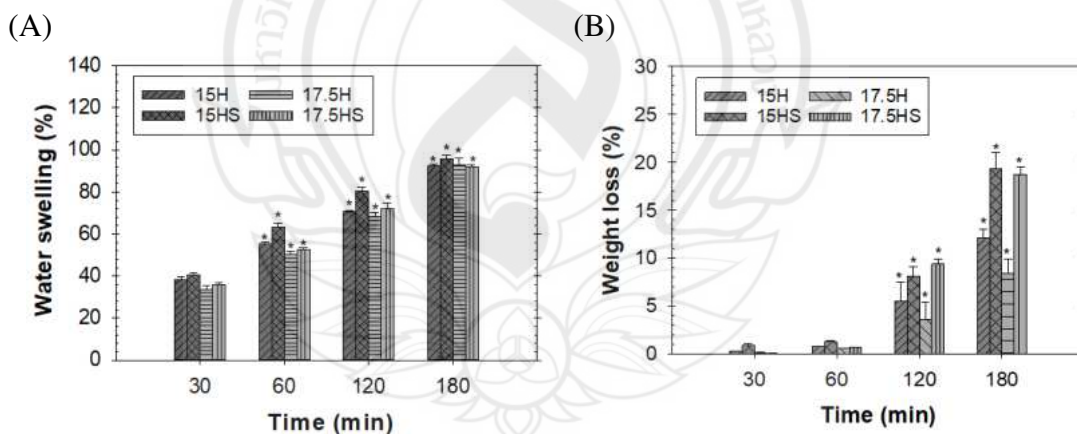 (A)
Water swelling (%)
140
120
100
80
60
40
20
0
15H 17.5H
15HS 17.5HS
* * * *
* * * *
* * * *
30 60 120 180
Time (min)
(B)
Weight loss (%)
30
25
20
15
10
5
0
15H 17.5H
15HS 17.5HS
* * * *
* * * *
30 60 120 180
Time (min)